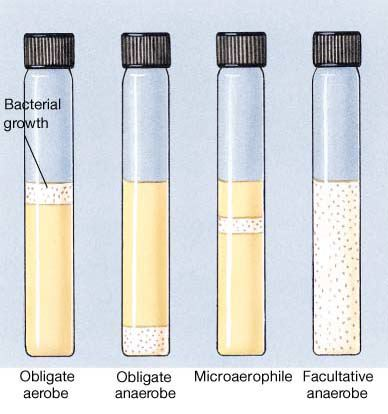 Bacterial
growth
Obligate
aerobe
Obligate
anaerobe
Microaerophile
Facultative
anaerobe